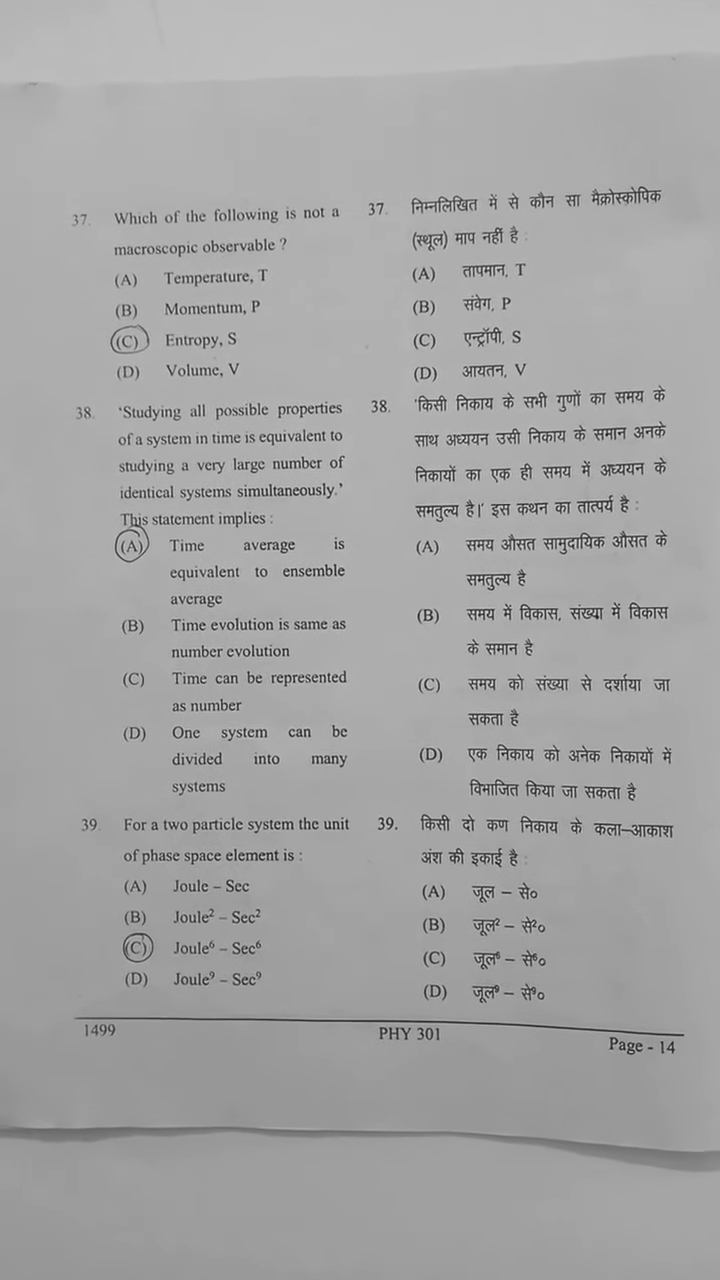 37. Which of the following is not a
macroscopic observable ?
(A) Temperature, T
(B) Momentum, P
(C) Entropy, S
(D) Volume, V
38. ‘Studying all possible properties
of a system in time is equivalent to
studying a very large number of
identical systems simultaneously.’
This statement implies :
(A) Time average is
equivalent to ensemble
average
(B) Time evolution is same as
number evolution
(C) Time can be represented
as number
(D) One system can be
divided into many
systems
39. For a two particle system the unit
of phase space element is :
(A) Joule – Sec
(B) Joule² – Sec²
(C) Joule⁶ – Sec⁶
(D) Joule⁹ – Sec⁹
37. निम्नलिखित में से कौन सा मैक्रोस्कोपिक
(स्थूल) माप नहीं है :
(A) तापमान, T
(B) संवेग, P
(C) एन्ट्रॉपी, S
(D) आयतन, V
38. ‘किसी निकाय के सभी गुणों का समय के
साथ अध्ययन उसी निकाय के समान अनके
निकायों का एक ही समय में अध्ययन के
समतुल्य है।’ इस कथन का तात्पर्य है :
(A) समय औसत सामुदायिक औसत के
समतुल्य है
(B) समय में विकास, संख्या में विकास
के समान है
(C) समय को संख्या से दर्शाया जा
सकता है
(D) एक निकाय को अनेक निकायों में
विभाजित किया जा सकता है
39. किसी दो कण निकाय के कला–आकाश
अंश की इकाई है :
(A) जूल – से०
(B) जूल² – से²०
(C) जूल⁶ – से⁶०
(D) जूल⁹ – से⁹०
1499 PHY 301 Page - 14